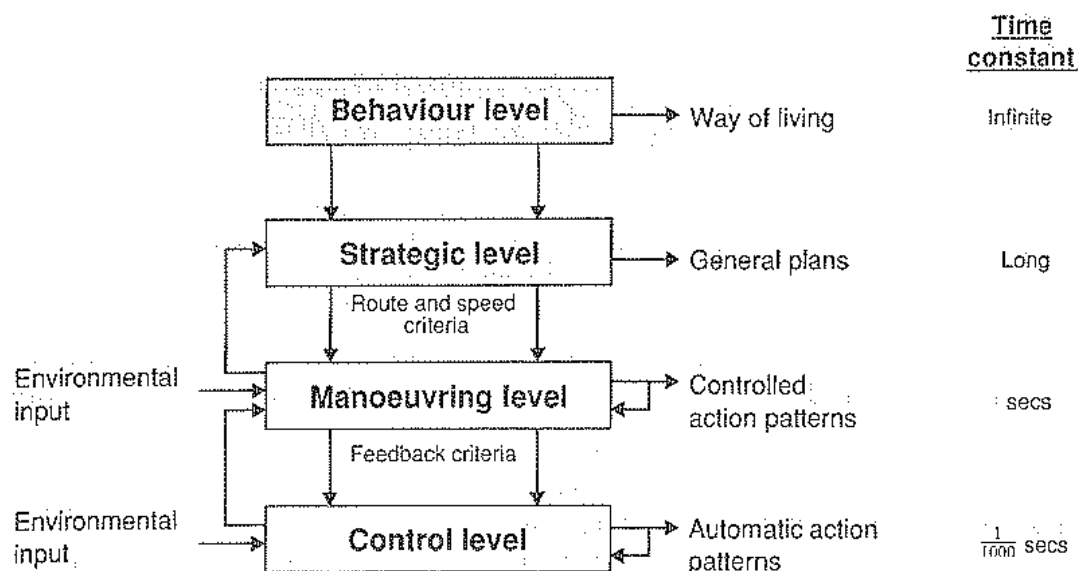 Time
constant
Behaviour level
Way of living
Infinite
Strategic level
General plans
Long
Route and speed
criteria
Environmental
input
Manoeuvring level
Controlled
action patterns
secs
Feedback criteria
Environmental
input
Control level
Automatic action
patterns
1/1000 secs